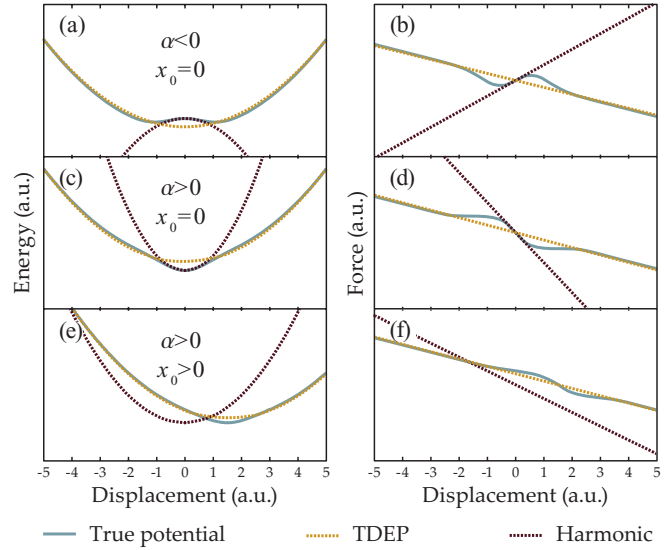 (a)
α<0
x₀=0
(b)
(c)
α>0
x₀=0
(d)
(e)
α>0
x₀>0
(f)
Energy (a.u.)
Force (a.u.)
-5 -4 -3 -2 -1 0 1 2 3 4 5
-5 -4 -3 -2 -1 0 1 2 3 4 5
Displacement (a.u.)
Displacement (a.u.)
True potential
TDEP
Harmonic